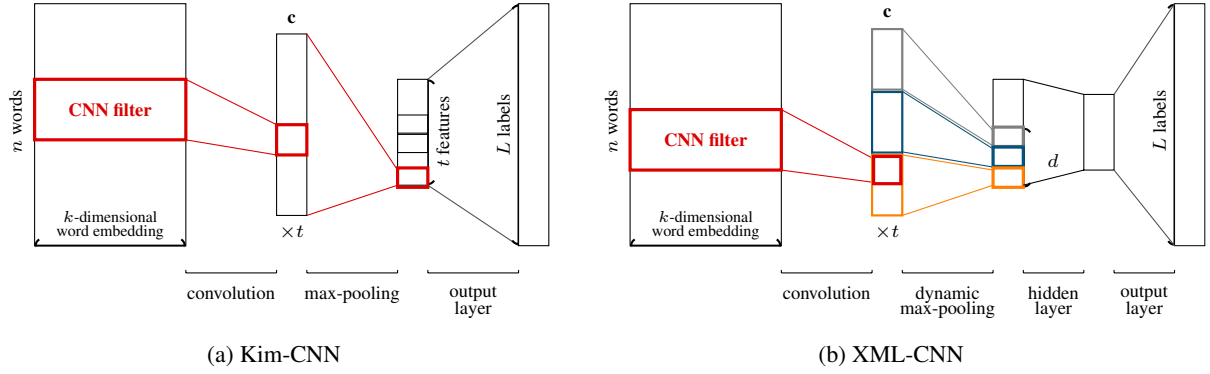 c
n words
CNN filter
t features
L labels
k-dimensional
word embedding
× t
convolution
max-pooling
output
layer
(a) Kim-CNN
c
n words
CNN filter
d
L labels
k-dimensional
word embedding
× t
convolution
dynamic
max-pooling
hidden
layer
output
layer
(b) XML-CNN